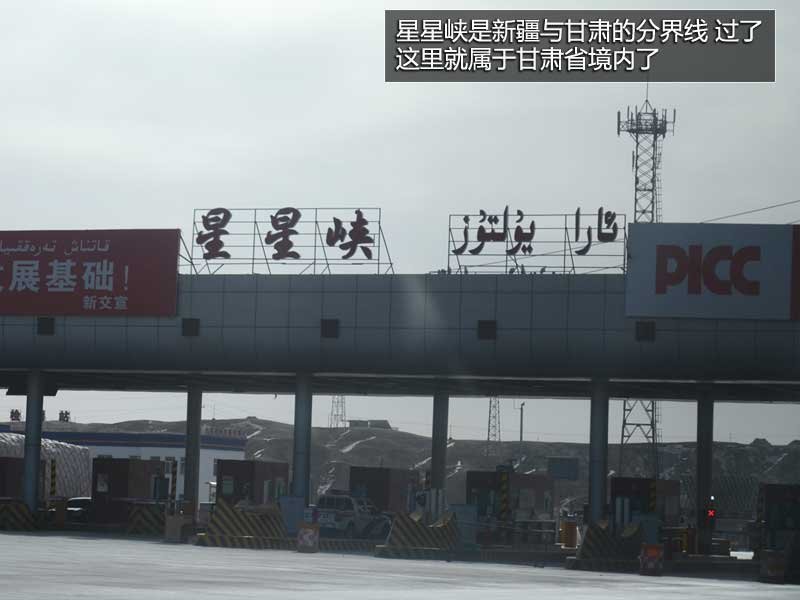 星星峡是新疆与甘肃的分界线 过了
这里就属于甘肃省境内了
星星峡
ئارا يۇلتۇز
قاتناش تەرەققىيا
展基础!
新文宣
PICC